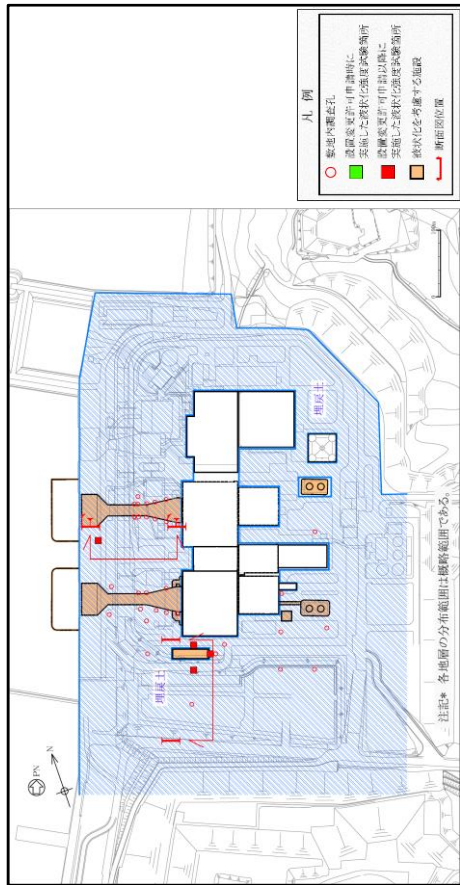 凡 例
敷地内調査孔
設置変更許可申請時に
実施した液状化強度試験箇所
設置変更許可申請以降に
実施した液状化強度試験箇所
液状化を考慮する施設
断面図位置
埋戻土
埋戻土
PN
N
注記* 各地層の分布範囲は概略範囲である。